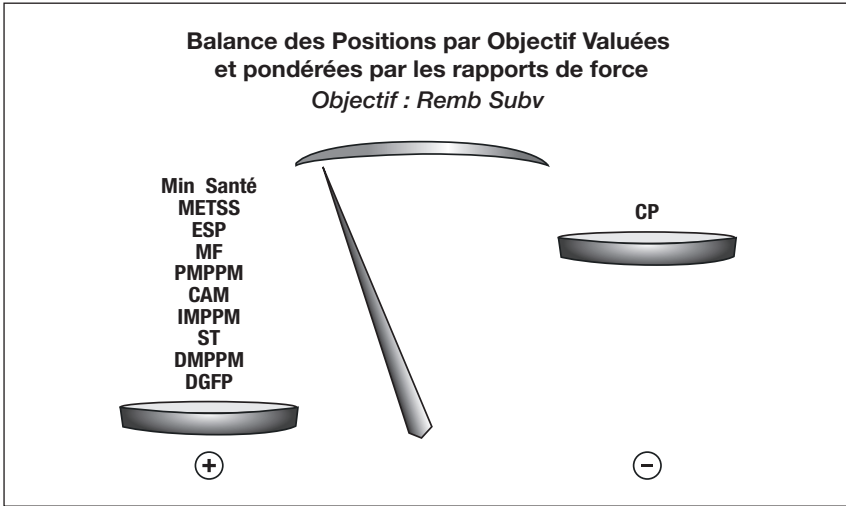 Balance des Positions par Objectif Valuées
et pondérées par les rapports de force
Objectif : Remb Subv
Min Santé
METSS
ESP
MF
PMPPM
CAM
IMPPM
ST
DMPPM
DGFP
CP
+
−